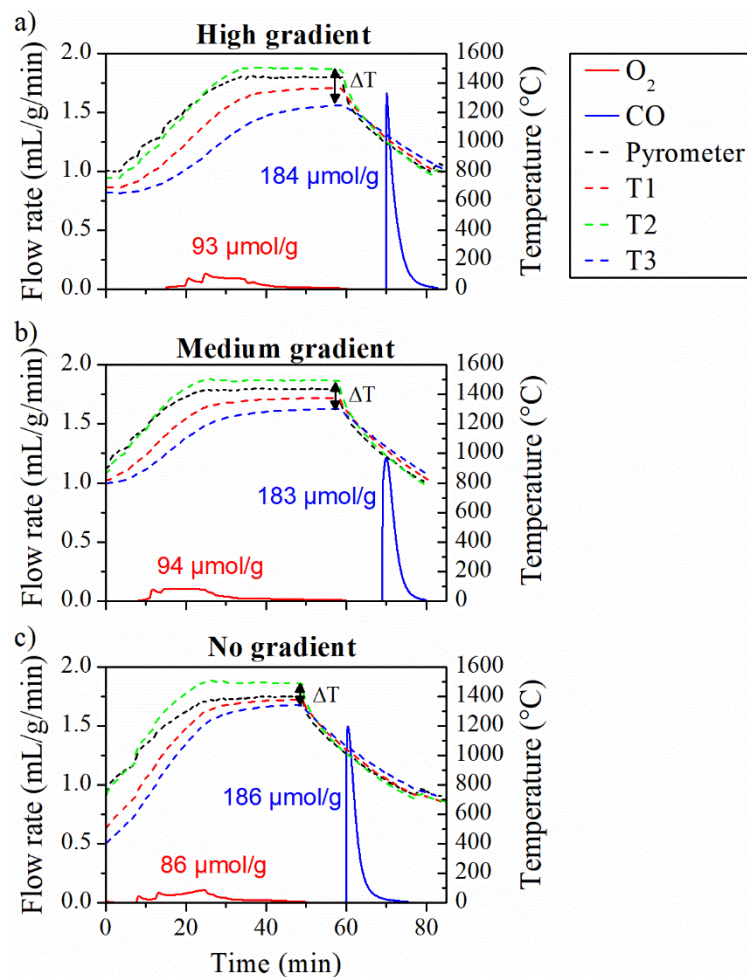 a)
High gradient
Flow rate (mL/g/min)
2.0
1.5
1.0
0.5
0.0
ΔT
184 µmol/g
93 µmol/g
1600
1400
1200
1000
800
600
400
200
0
Temperature (°C)
O₂
CO
Pyrometer
T1
T2
T3
b)
Medium gradient
Flow rate (mL/g/min)
2.0
1.5
1.0
0.5
0.0
ΔT
183 µmol/g
94 µmol/g
1600
1400
1200
1000
800
600
400
200
0
Temperature (°C)
c)
No gradient
Flow rate (mL/g/min)
2.0
1.5
1.0
0.5
0.0
ΔT
186 µmol/g
86 µmol/g
1600
1400
1200
1000
800
600
400
200
0
Temperature (°C)
0 20 40 60 80
Time (min)